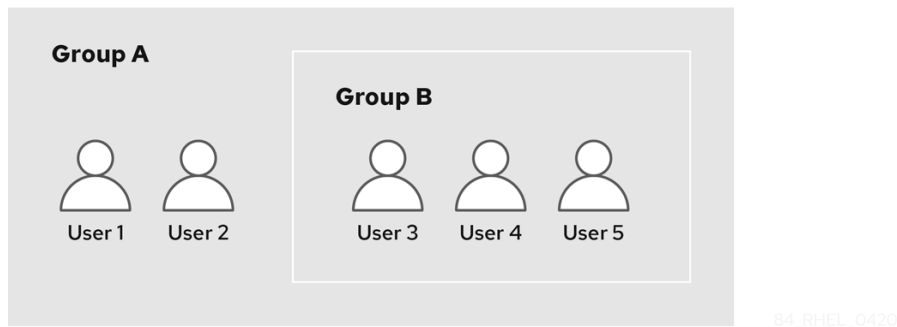 Group A
Group B
User 1
User 2
User 3
User 4
User 5
84_RHEL_0420